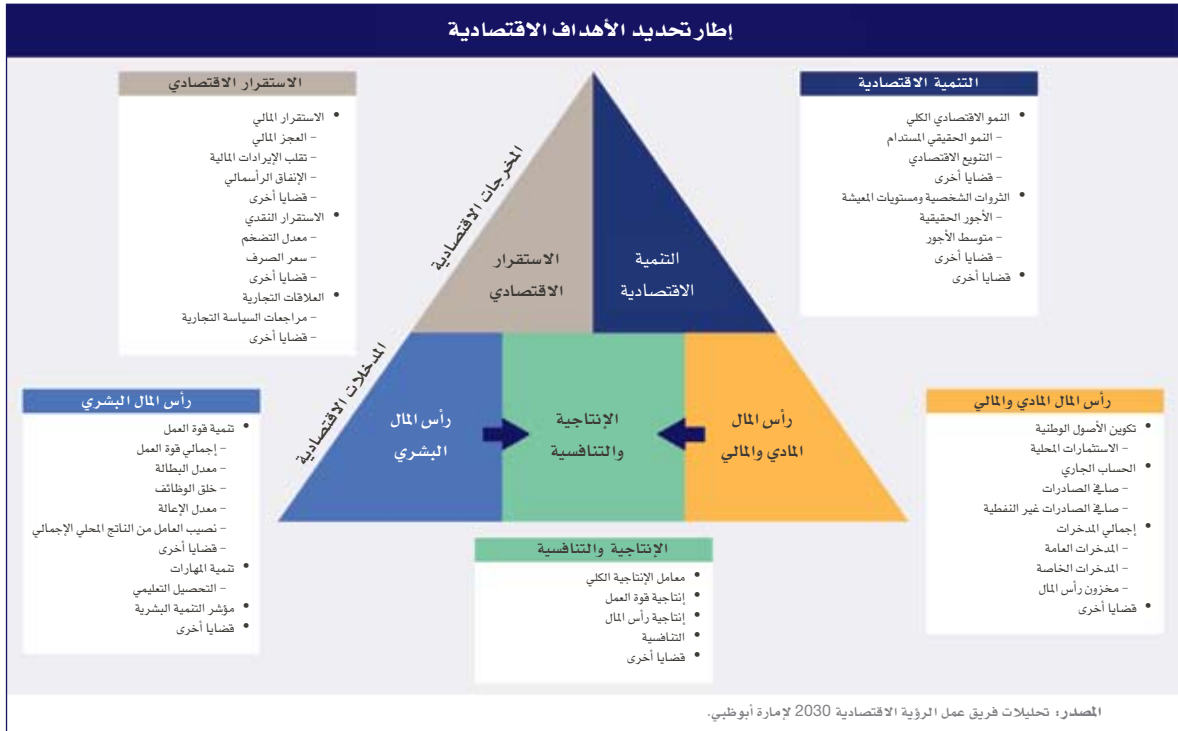 إطار تحديد الأهداف الاقتصادية
التنمية الاقتصادية
• النمو الاقتصادي الكلي
– النمو الحقيقي المستدام
– التنويع الاقتصادي
– قضايا أخرى
• الثروات الشخصية ومستويات المعيشة
– الأجور الحقيقية
– متوسط الأجور
– قضايا أخرى
• قضايا أخرى
الاستقرار الاقتصادي
• الاستقرار المالي
– العجز المالي
– تقلب الإيرادات المالية
– الإنفاق الرأسمالي
– قضايا أخرى
• الاستقرار النقدي
– معدل التضخم
– سعر الصرف
– قضايا أخرى
• العلاقات التجارية
– مراجعات السياسة التجارية
– قضايا أخرى
المخرجات الاقتصادية
التنمية
الاقتصادية
الاستقرار
الاقتصادي
المدخلات الاقتصادية
رأس المال
المادي والمالي
الإنتاجية
والتنافسية
رأس المال
البشري
رأس المال المادي والمالي
• تكوين الأصول الوطنية
– الاستثمارات المحلية
• الحساب الجاري
– صافي الصادرات
– صافي الصادرات غير النفطية
• إجمالي المدخرات
– المدخرات العامة
– المدخرات الخاصة
– مخزون رأس المال
• قضايا أخرى
رأس المال البشري
• تنمية قوة العمل
– إجمالي قوة العمل
– معدل البطالة
– خلق الوظائف
– معدل الإعالة
– نصيب العامل من الناتج المحلي الإجمالي
– قضايا أخرى
• تنمية المهارات
– التحصيل التعليمي
• مؤشر التنمية البشرية
• قضايا أخرى
الإنتاجية والتنافسية
• معامل الإنتاجية الكلي
• إنتاجية قوة العمل
• إنتاجية رأس المال
• التنافسية
• قضايا أخرى
المصدر: تحليلات فريق عمل الرؤية الاقتصادية 2030 لإمارة أبوظبي.